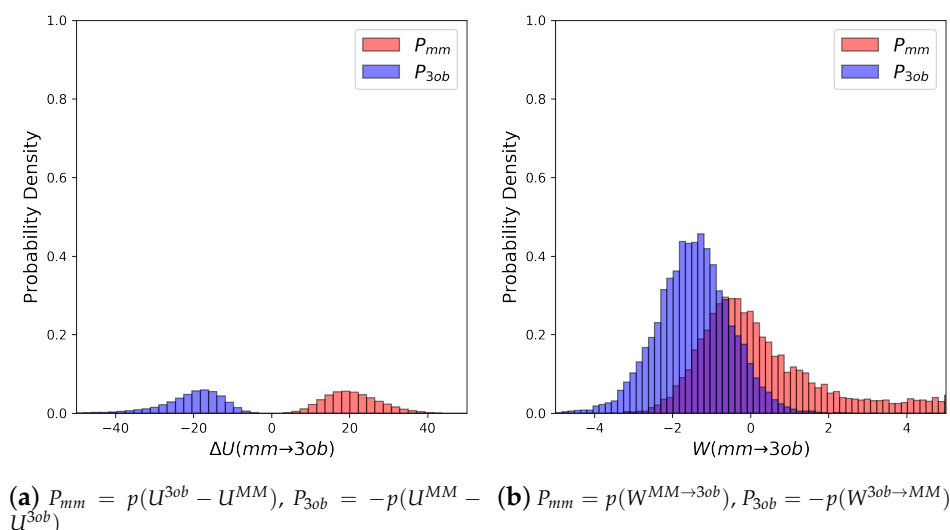 1.0
0.8
0.6
0.4
0.2
0.0
Probability Density
−40 −20 0 20 40
ΔU(mm→3ob)
P_mm
P_3ob
1.0
0.8
0.6
0.4
0.2
0.0
Probability Density
−4 −2 0 2 4
W(mm→3ob)
P_mm
P_3ob
(a) P_mm = p(U^3ob − U^MM), P_3ob = −p(U^MM −
U^3ob)
(b) P_mm = p(W^MM→3ob), P_3ob = −p(W^3ob→MM)